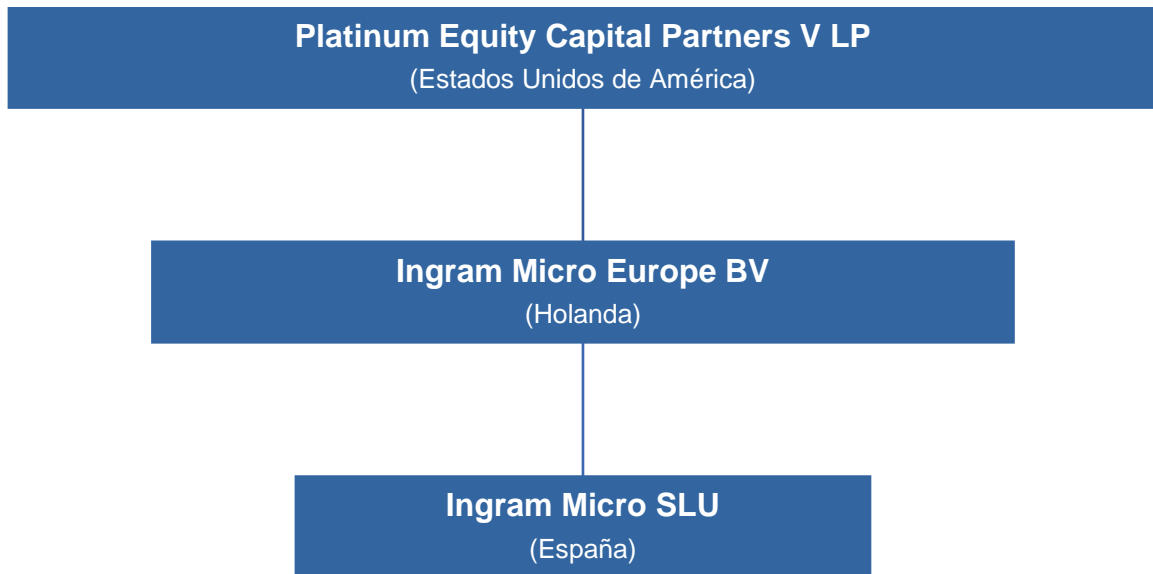 Platinum Equity Capital Partners V LP
(Estados Unidos de América)
Ingram Micro Europe BV
(Holanda)
Ingram Micro SLU
(España)